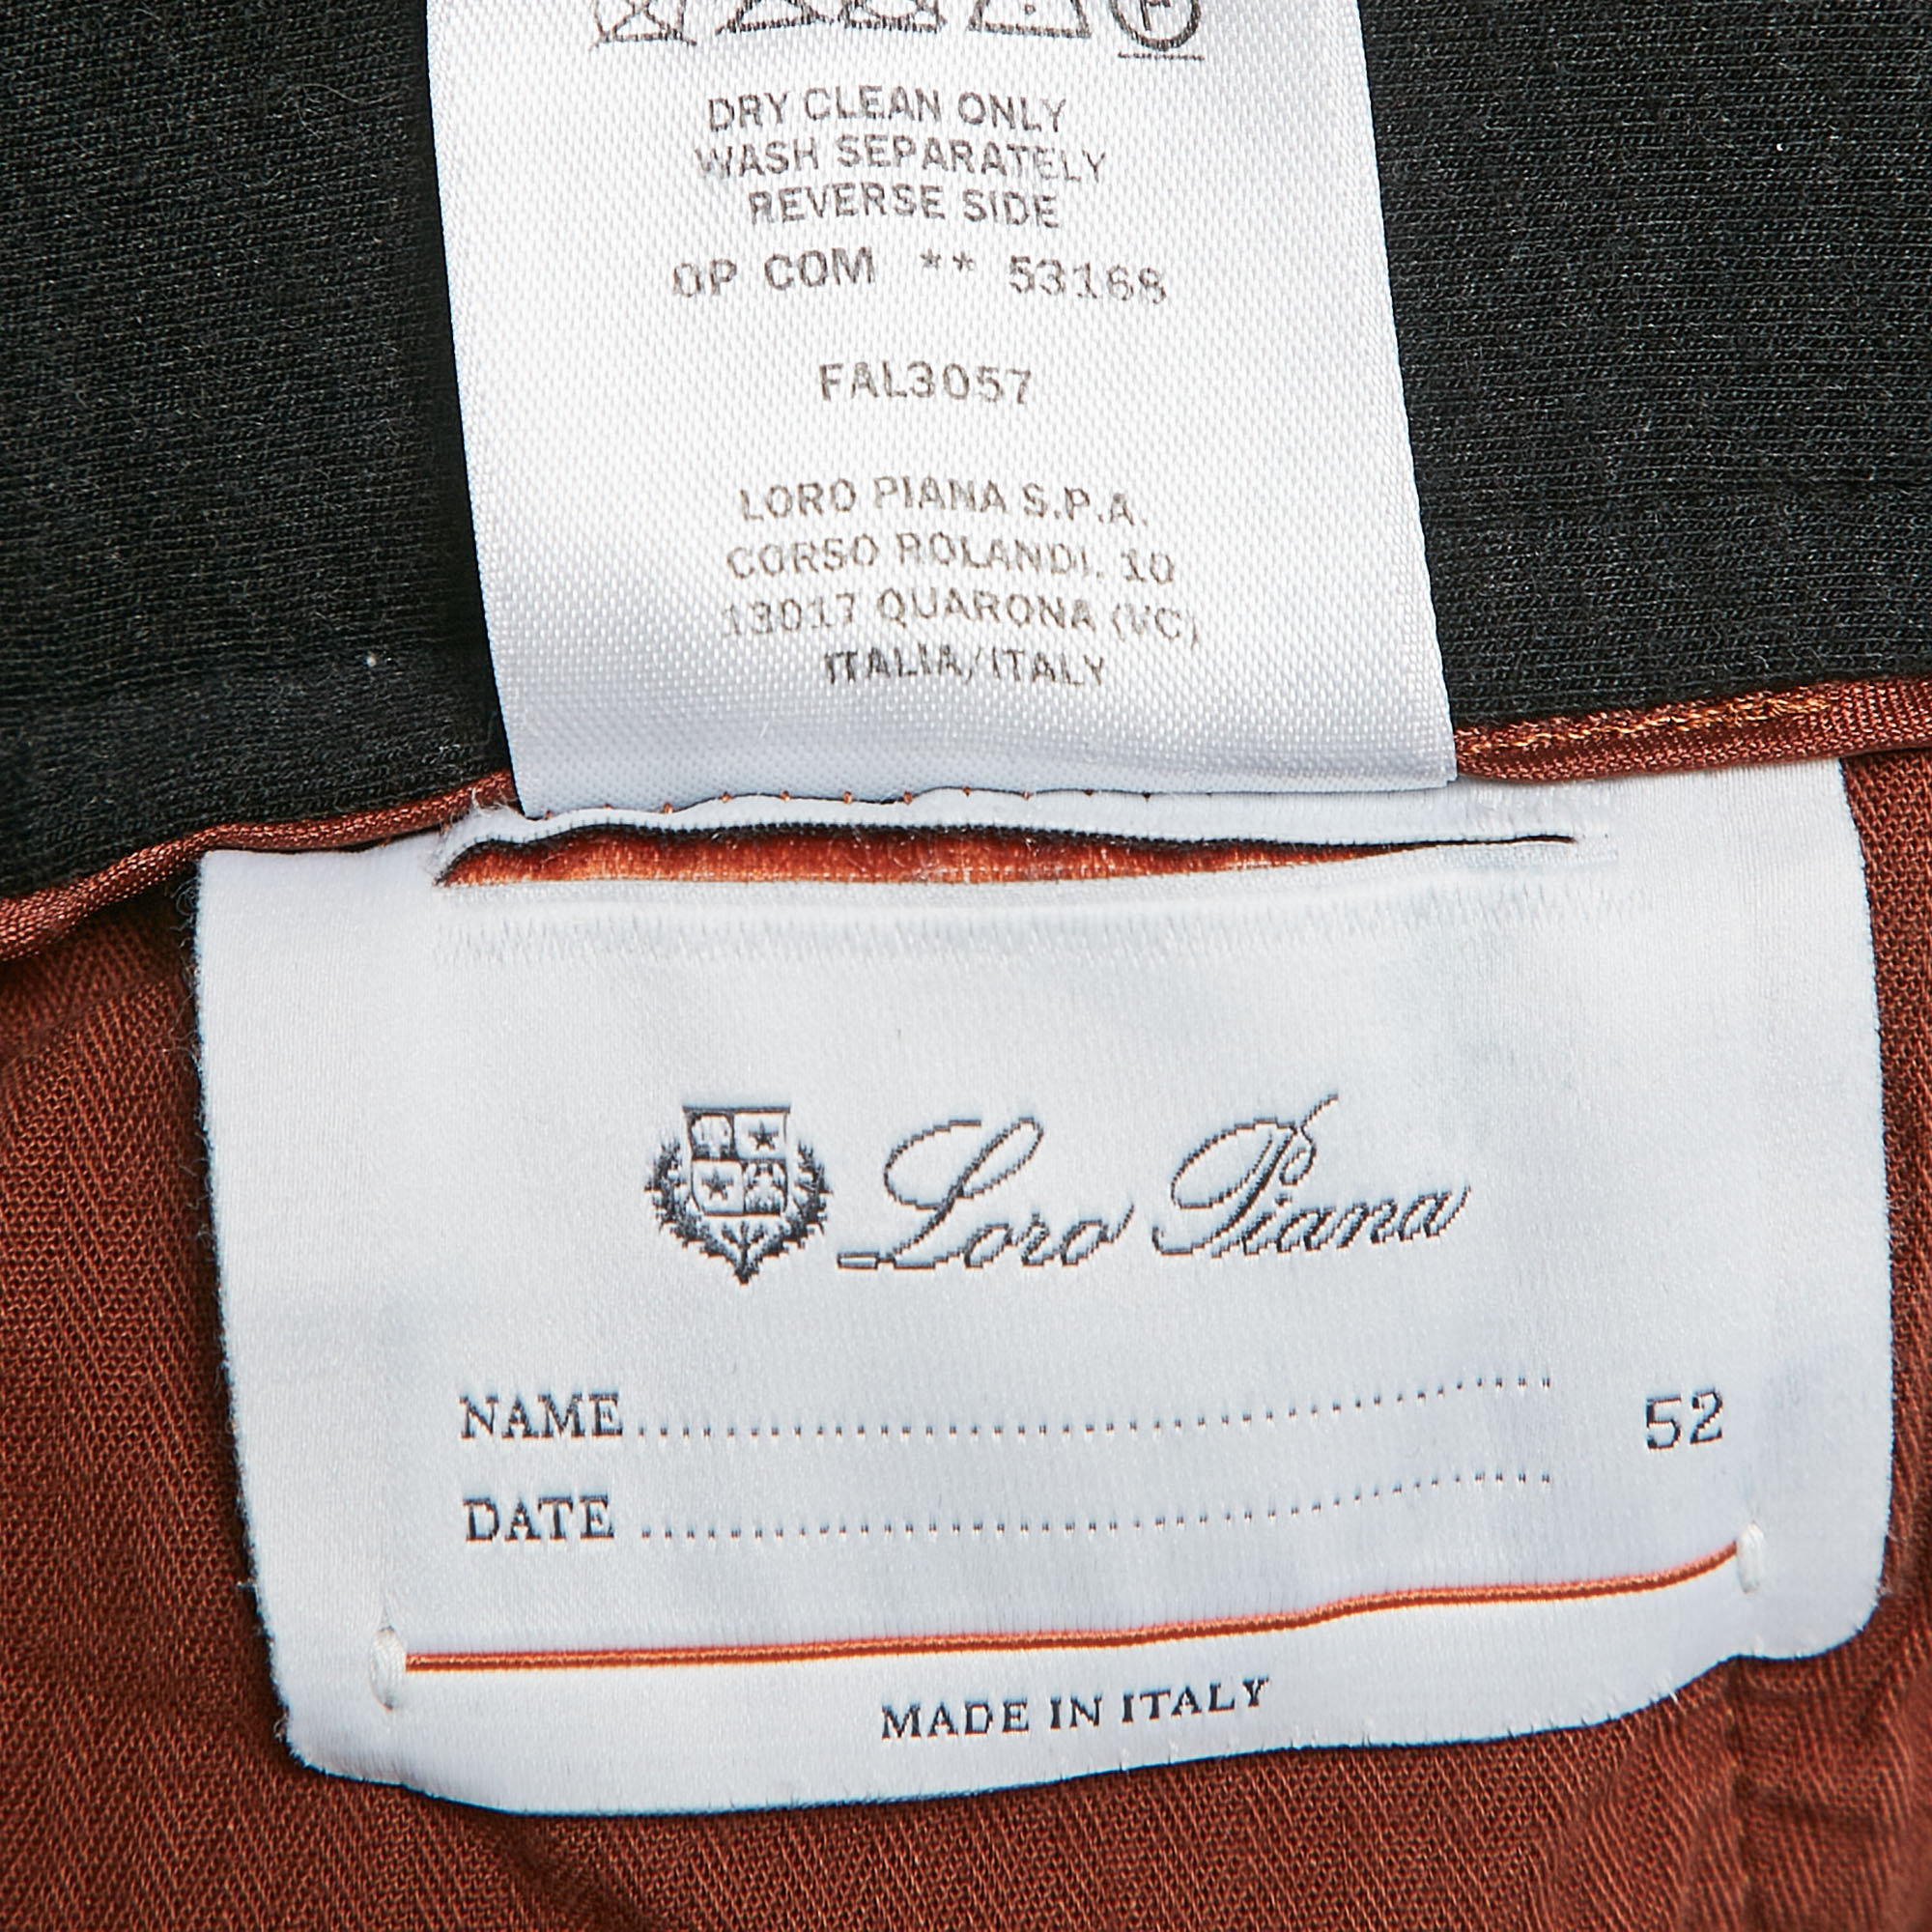 DRY CLEAN ONLY
WASH SEPARATELY
REVERSE SIDE
OP COM ** 53168
FAL3057
LORO PIANA S.P.A.
CORSO ROLANDI, 10
13017 QUARONA (VC)
ITALIA/ITALY
Loro Piana
NAME
52
DATE
MADE IN ITALY